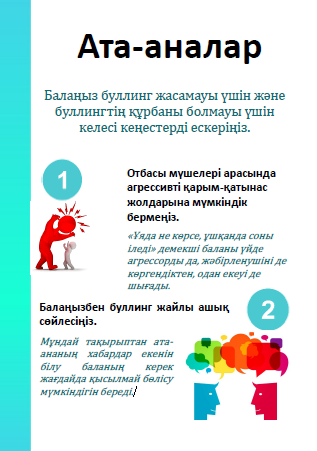 Ата-аналар
Балаңыз буллинг жасамауы үшін және
буллингтің құрбаны болмауы үшін
келесі кеңестерді ескеріңіз.
1
Отбасы мүшелері арасында
агрессивті қарым-қатынас
жолдарына мүмкіндік
бермеңіз.
«Ұяда не көрсе, ұшқанда соны
іледі» демекші баланы үйде
агрессорды да, жәбірленушіні де
көргендіктен, одан екеуі де
шығады.
Балаңызбен буллинг жайлы ашық
сөйлесіңіз.
2
Мұндай тақырыптан ата-
ананың хабардар екенін
білу баланың керек
жағдайда қысылмай бөлісу
мүмкіндігін береді.